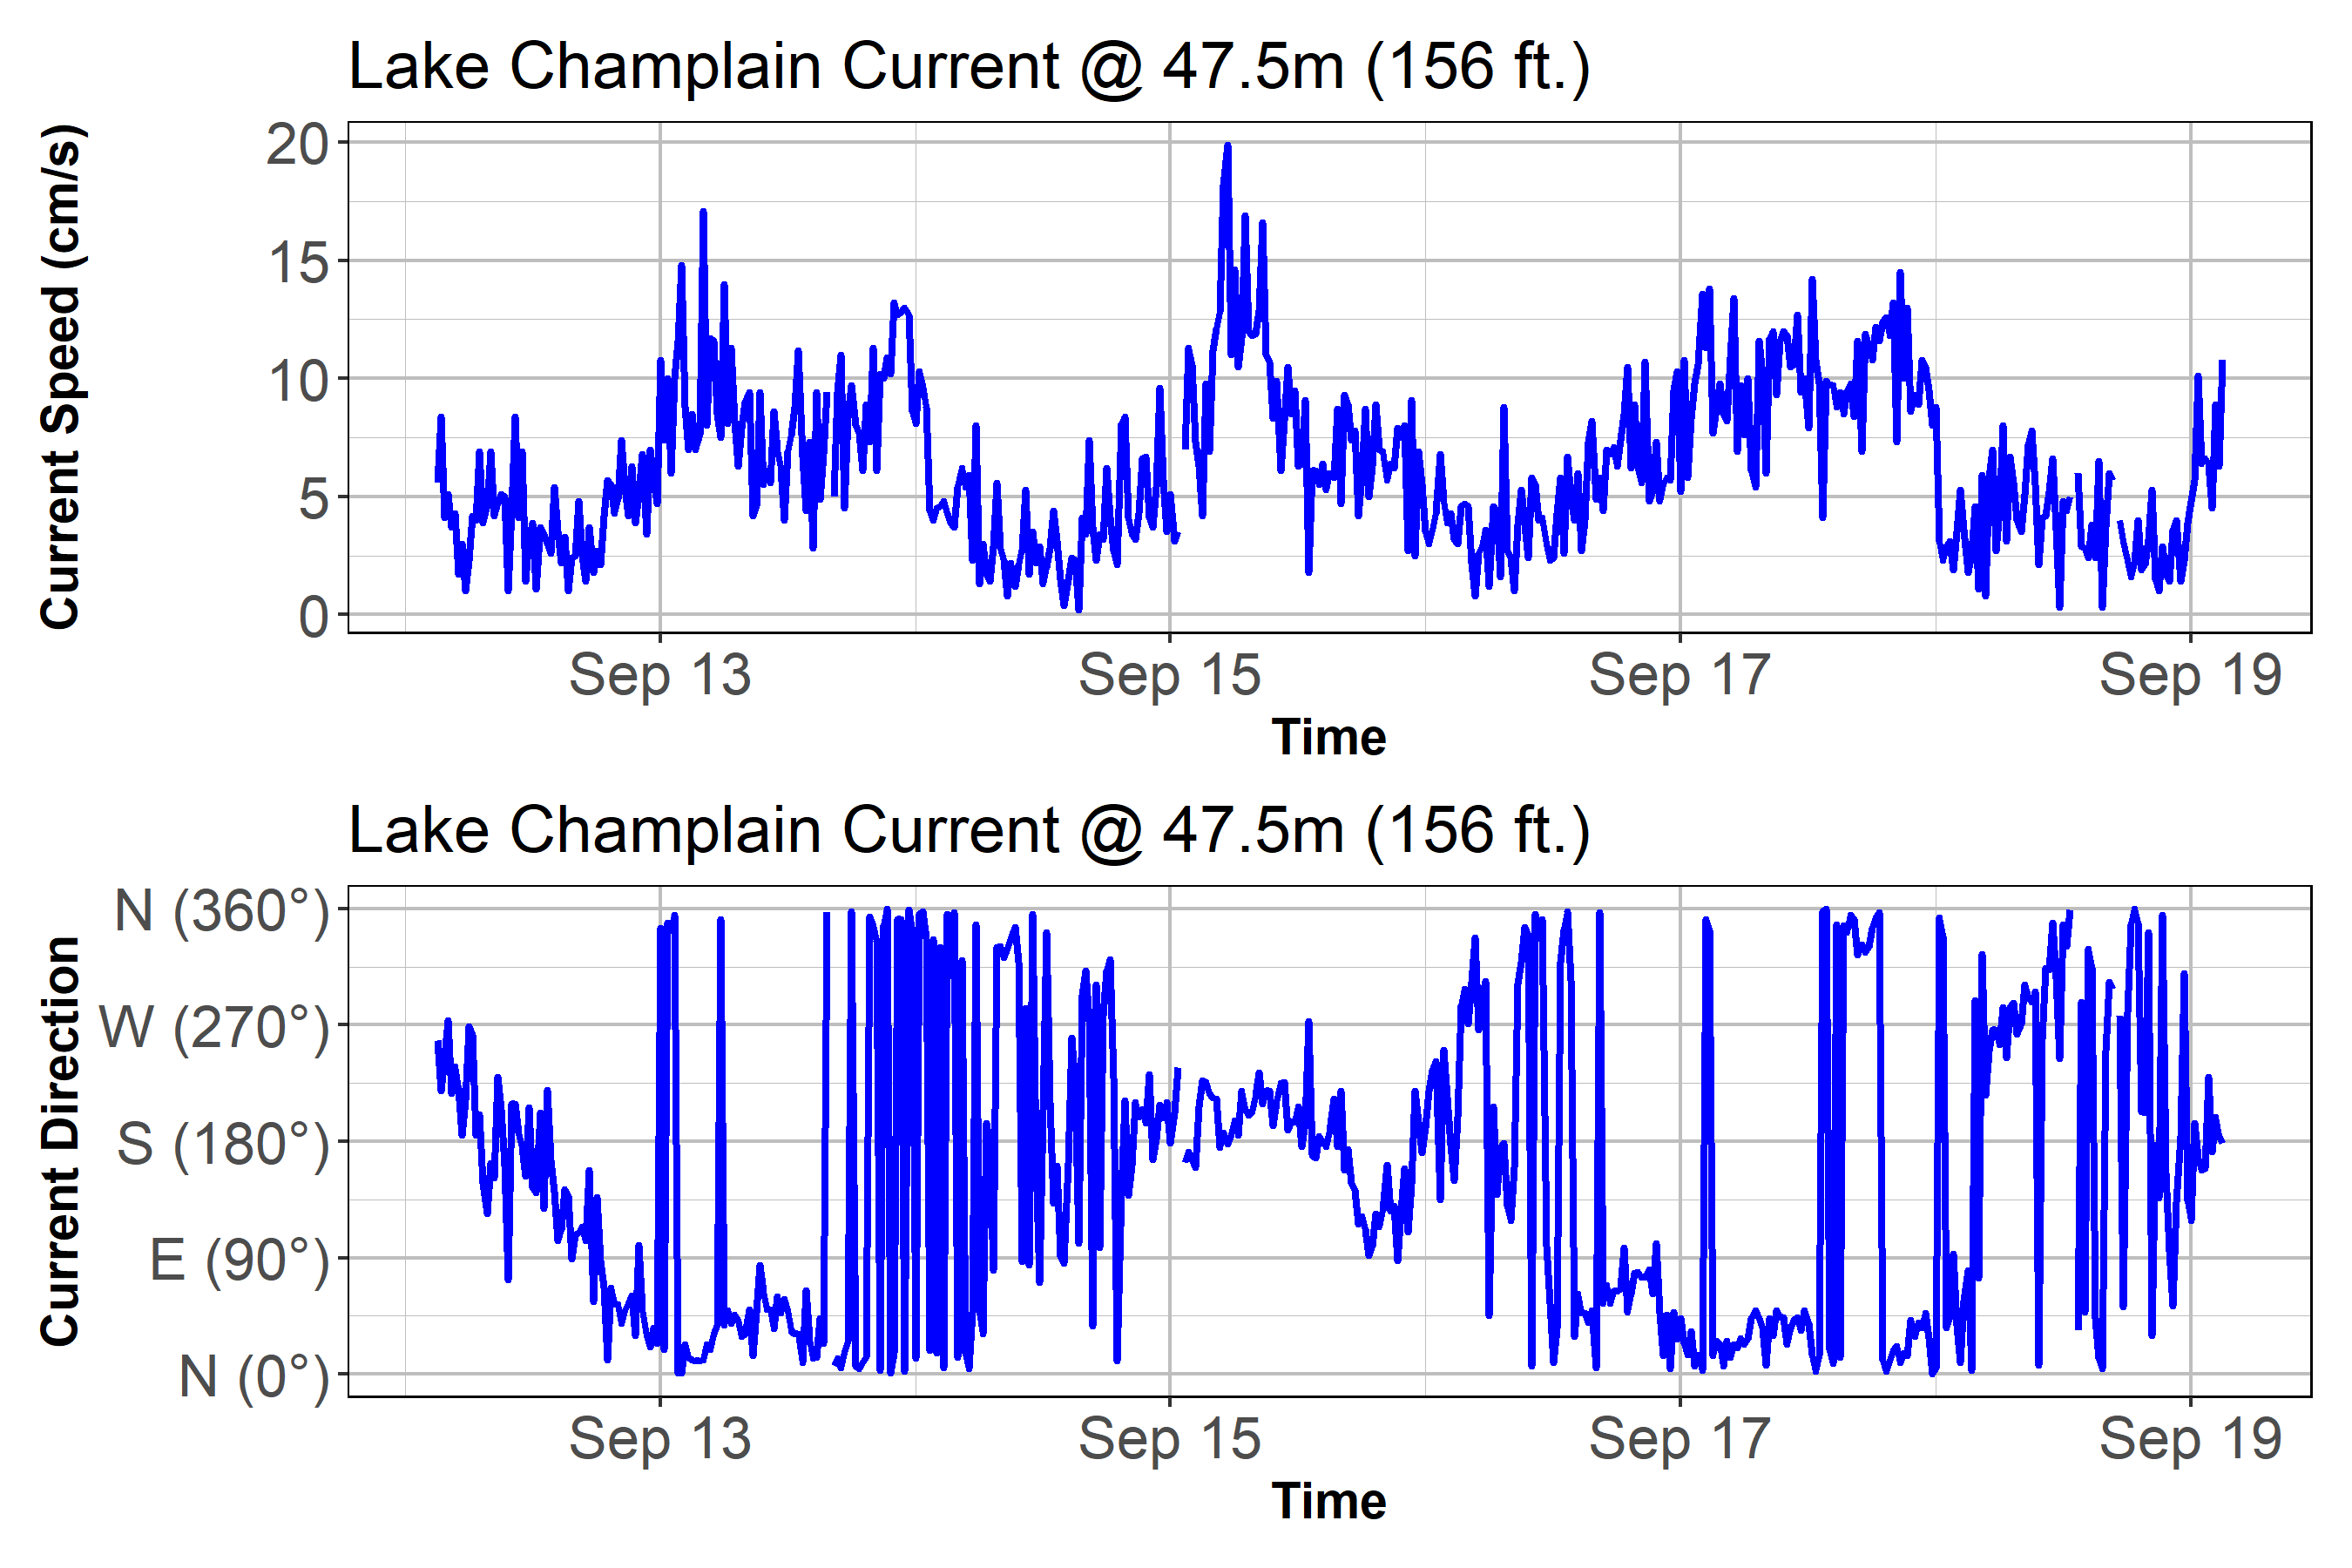 Lake Champlain Current @ 47.5m (156 ft.)
Current Speed (cm/s)
20
15
10
5
0
Sep 13 Sep 15 Sep 17 Sep 19
Time
Lake Champlain Current @ 47.5m (156 ft.)
Current Direction
N (360°)
W (270°)
S (180°)
E (90°)
N (0°)
Sep 13 Sep 15 Sep 17 Sep 19
Time